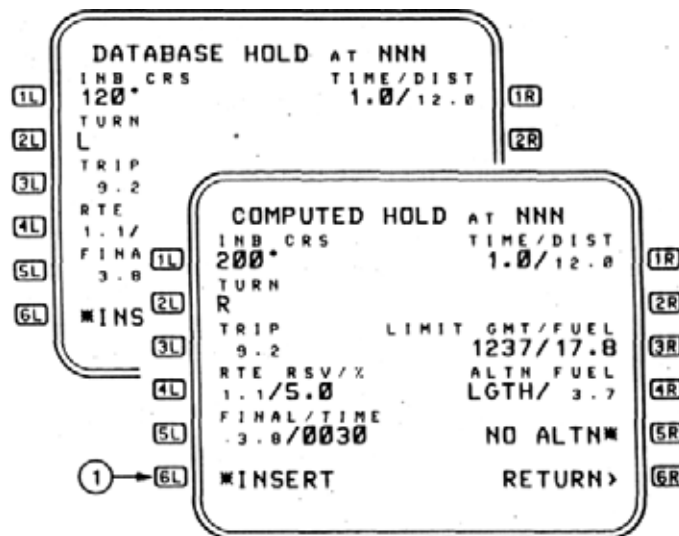 DATABASE HOLD AT NNN
INB CRS TIME/DIST
1L 120° 1.0/12.0 1R
TURN
2L L 2R
TRIP
3L 9.2
RTE
4L 1.1/
FINA
5L 3.8
6L *INS
COMPUTED HOLD AT NNN
INB CRS TIME/DIST
1L 200° 1.0/12.0 1R
TURN
2L R 2R
TRIP LIMIT GMT/FUEL
3L 9.2 1237/17.8 3R
RTE RSV/% ALTN FUEL
4L 1.1/5.0 LGTH/ 3.7 4R
FINAL/TIME
5L 3.8/0030 NO ALTN* 5R
1 6L *INSERT RETURN> 6R